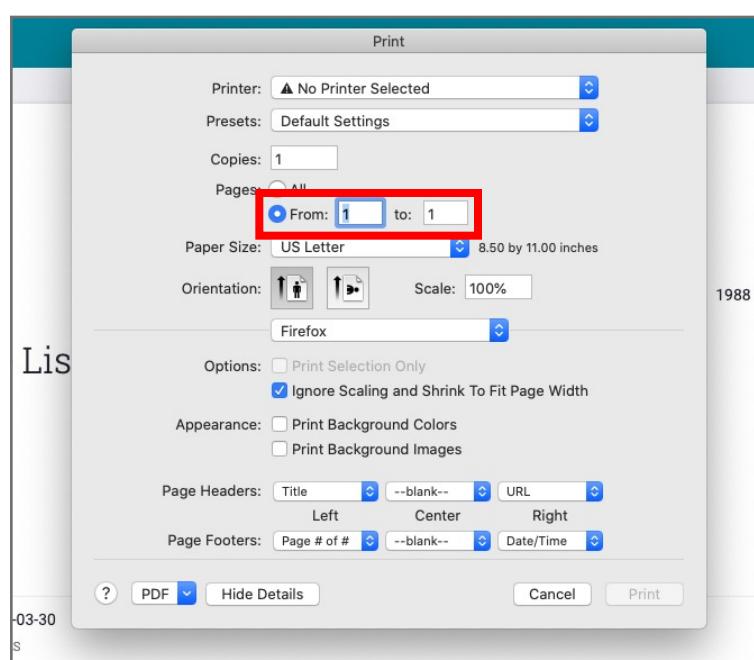 Print
Printer: No Printer Selected
Presets: Default Settings
Copies: 1
Pages: All
From: 1 to: 1
Paper Size: US Letter 8.50 by 11.00 inches
Orientation: Scale: 100%
1988
Firefox
Lis
Options: Print Selection Only
Ignore Scaling and Shrink To Fit Page Width
Appearance: Print Background Colors
Print Background Images
Page Headers: Title --blank-- URL
Left Center Right
Page Footers: Page # of # --blank-- Date/Time
? PDF Hide Details Cancel Print
-03-30
s